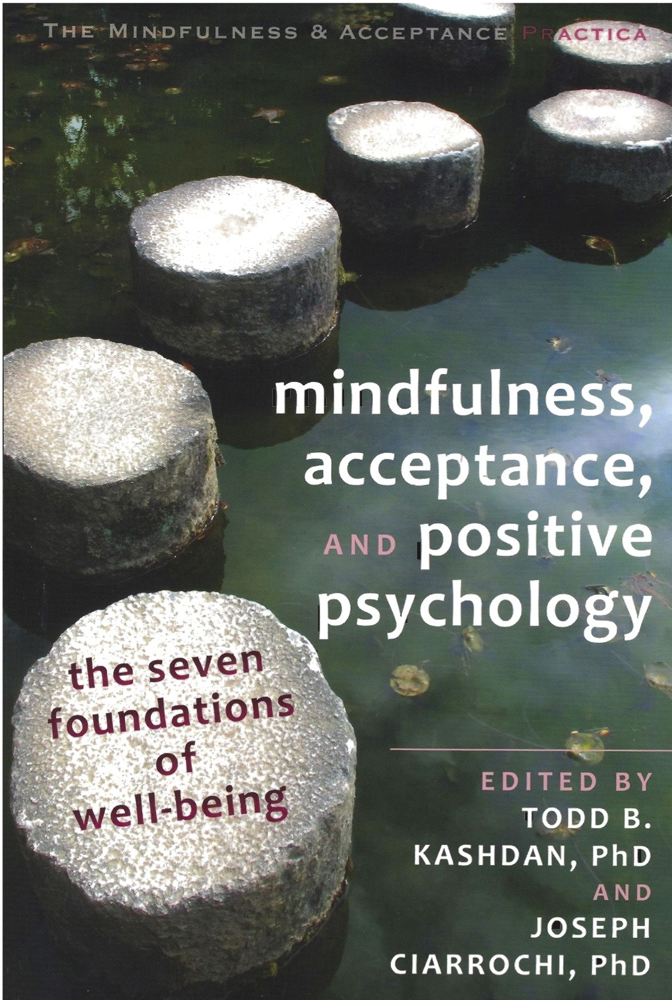 THE MINDFULNESS & ACCEPTANCE PRACTICA
mindfulness,
acceptance,
AND positive
psychology
the seven
foundations
of
well-being
EDITED BY
TODD B.
KASHDAN, PhD
AND
JOSEPH
CIARROCHI, PhD